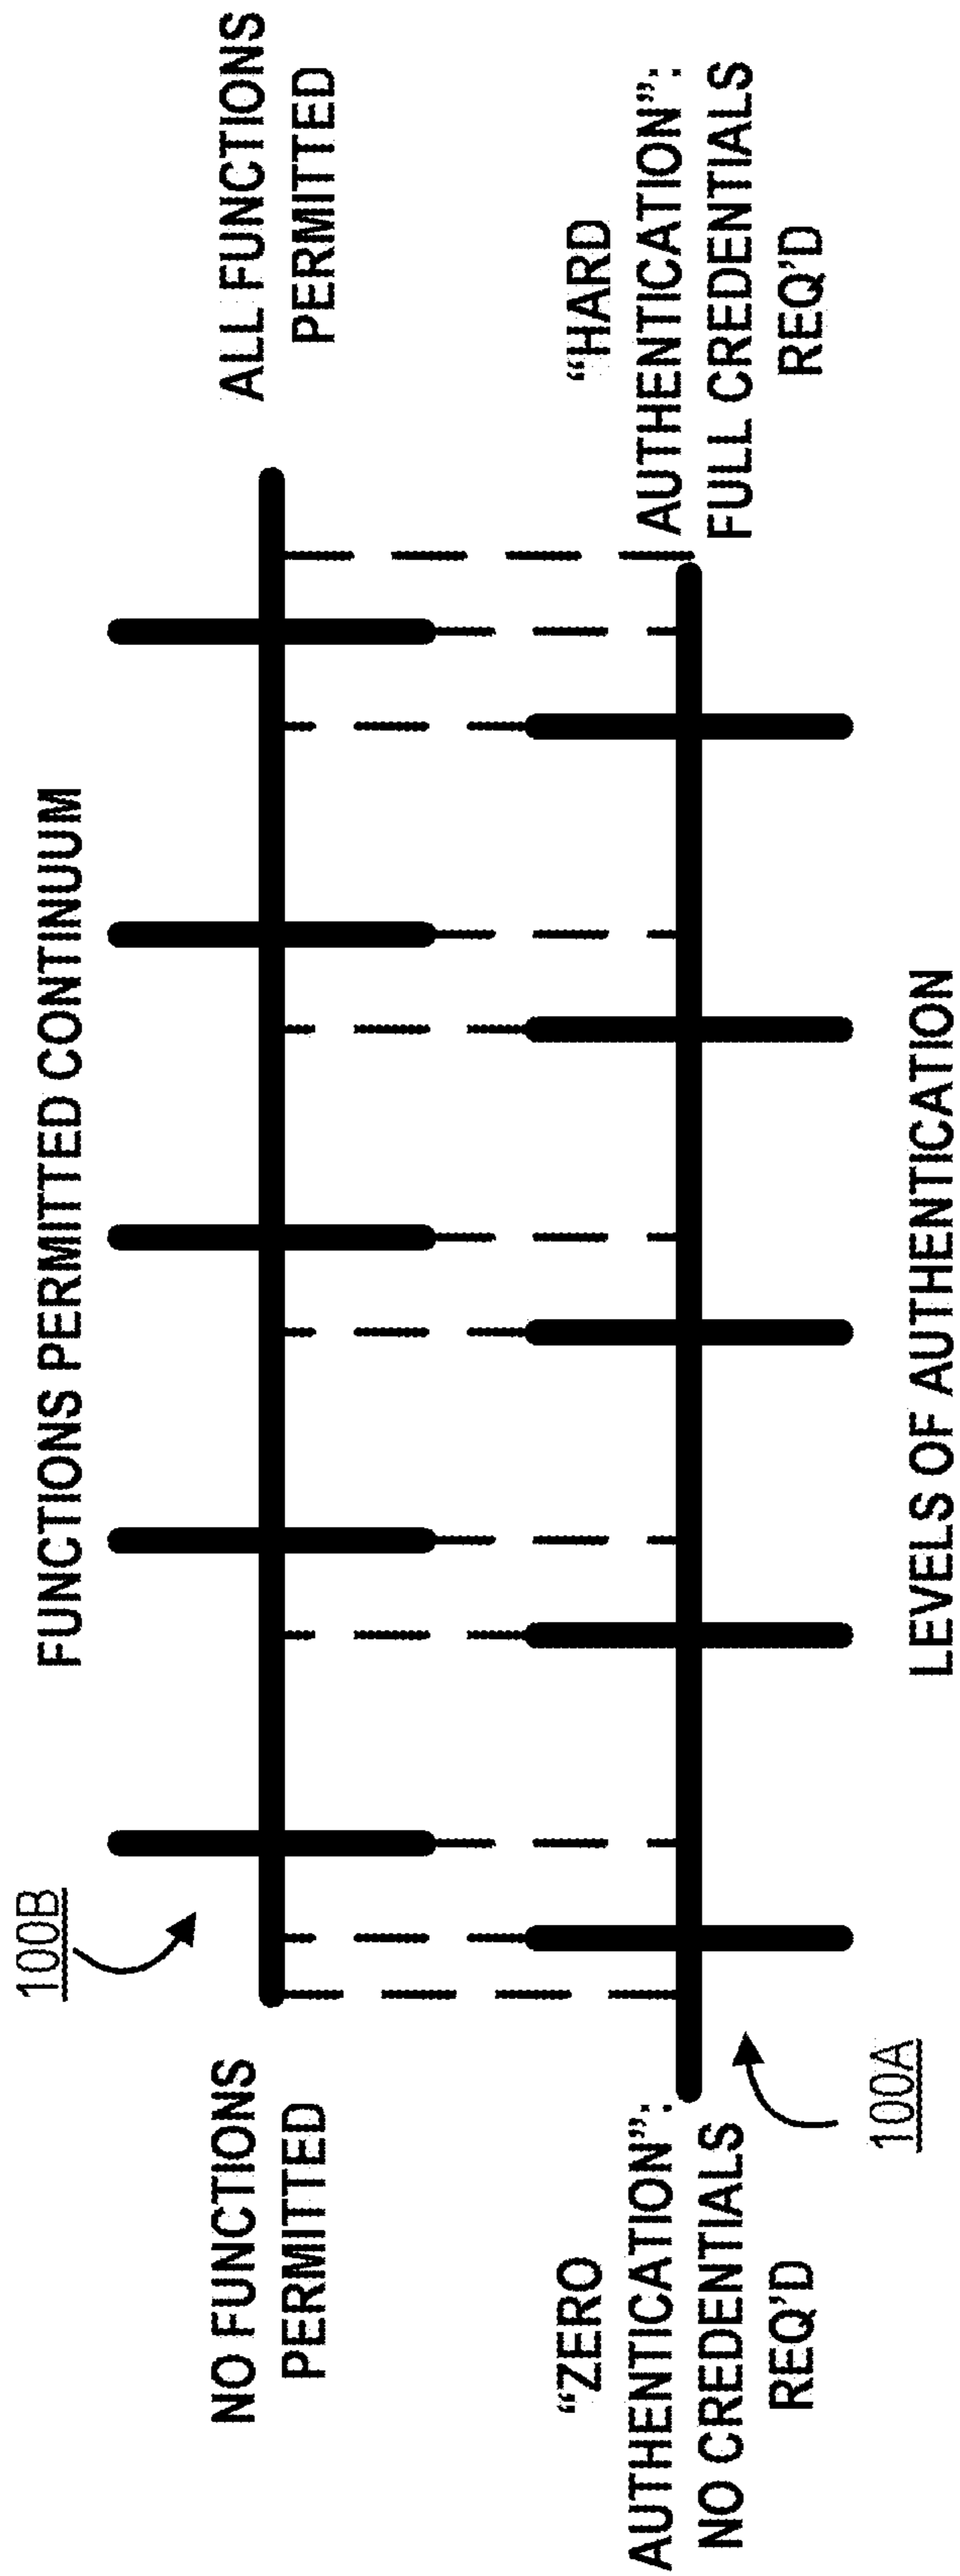 FUNCTIONS PERMITTED CONTINUUM
100B
NO FUNCTIONS
PERMITTED
ALL FUNCTIONS
PERMITTED
“ZERO
AUTHENTICATION”:
NO CREDENTIALS
REQ’D
“HARD
AUTHENTICATION”:
FULL CREDENTIALS
REQ’D
100A
LEVELS OF AUTHENTICATION